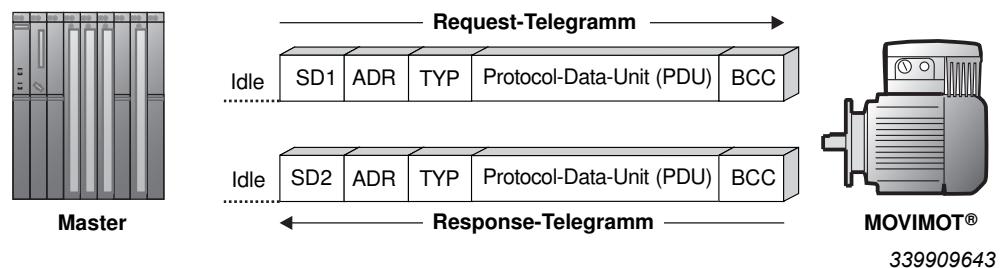 Request-Telegramm
Idle SD1 ADR TYP Protocol-Data-Unit (PDU) BCC
Idle SD2 ADR TYP Protocol-Data-Unit (PDU) BCC
Master Response-Telegramm MOVIMOT®
339909643